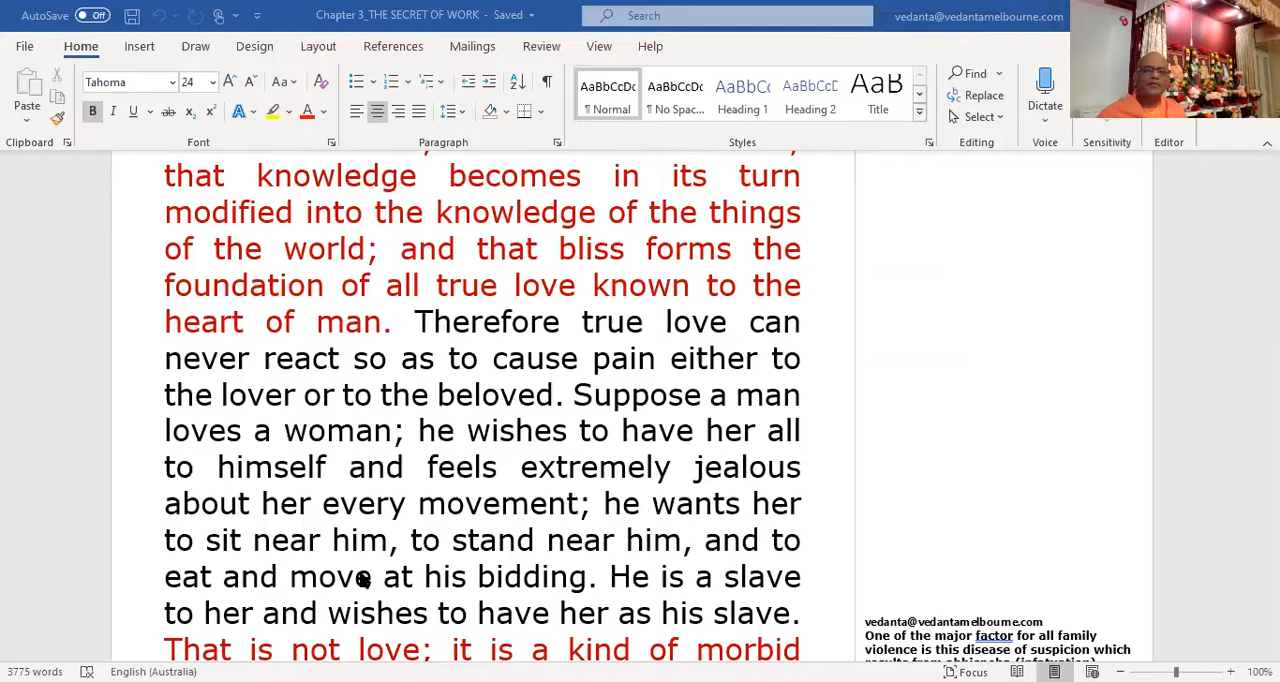 AutoSave Off Chapter 3_THE SECRET OF WORK - Saved Search vedanta@vedantamelbourne.com
File Home Insert Draw Design Layout References Mailings Review View Help
Paste Tahoma 24 Aa AaBbCcDc AaBbCcDc AaBbCc AaBbCcD AaB Find Replace Select Dictate
B I U ab x₂ x² A A ¶ Normal ¶ No Spac... Heading 1 Heading 2 Title
Clipboard Font Paragraph Styles Editing Voice Sensitivity Editor
that knowledge becomes in its turn
modified into the knowledge of the things
of the world; and that bliss forms the
foundation of all true love known to the
heart of man. Therefore true love can
never react so as to cause pain either to
the lover or to the beloved. Suppose a man
loves a woman; he wishes to have her all
to himself and feels extremely jealous
about her every movement; he wants her
to sit near him, to stand near him, and to
eat and move at his bidding. He is a slave
to her and wishes to have her as his slave.
That is not love; it is a kind of morbid
vedanta@vedantamelbourne.com
One of the major factor for all family
violence is this disease of suspicion which
3775 words English (Australia) Focus 100%